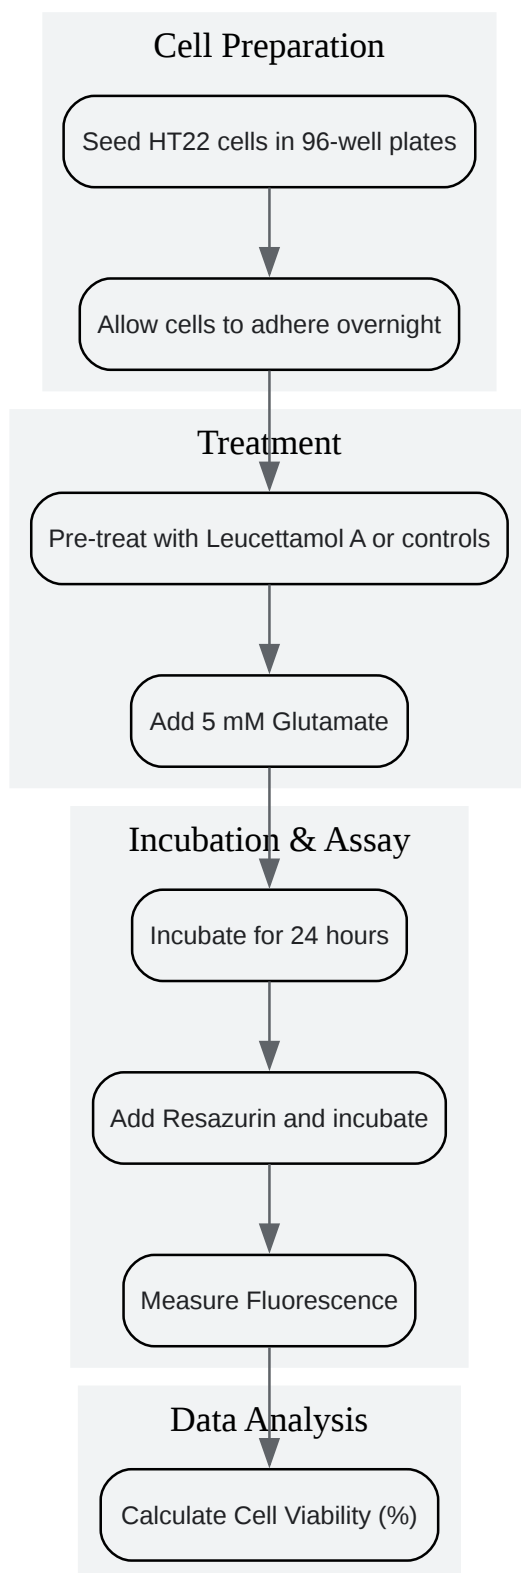 Cell Preparation
Seed HT22 cells in 96-well plates
Allow cells to adhere overnight
Treatment
Pre-treat with Leucettamol A or controls
Add 5 mM Glutamate
Incubation & Assay
Incubate for 24 hours
Add Resazurin and incubate
Measure Fluorescence
Data Analysis
Calculate Cell Viability (%)